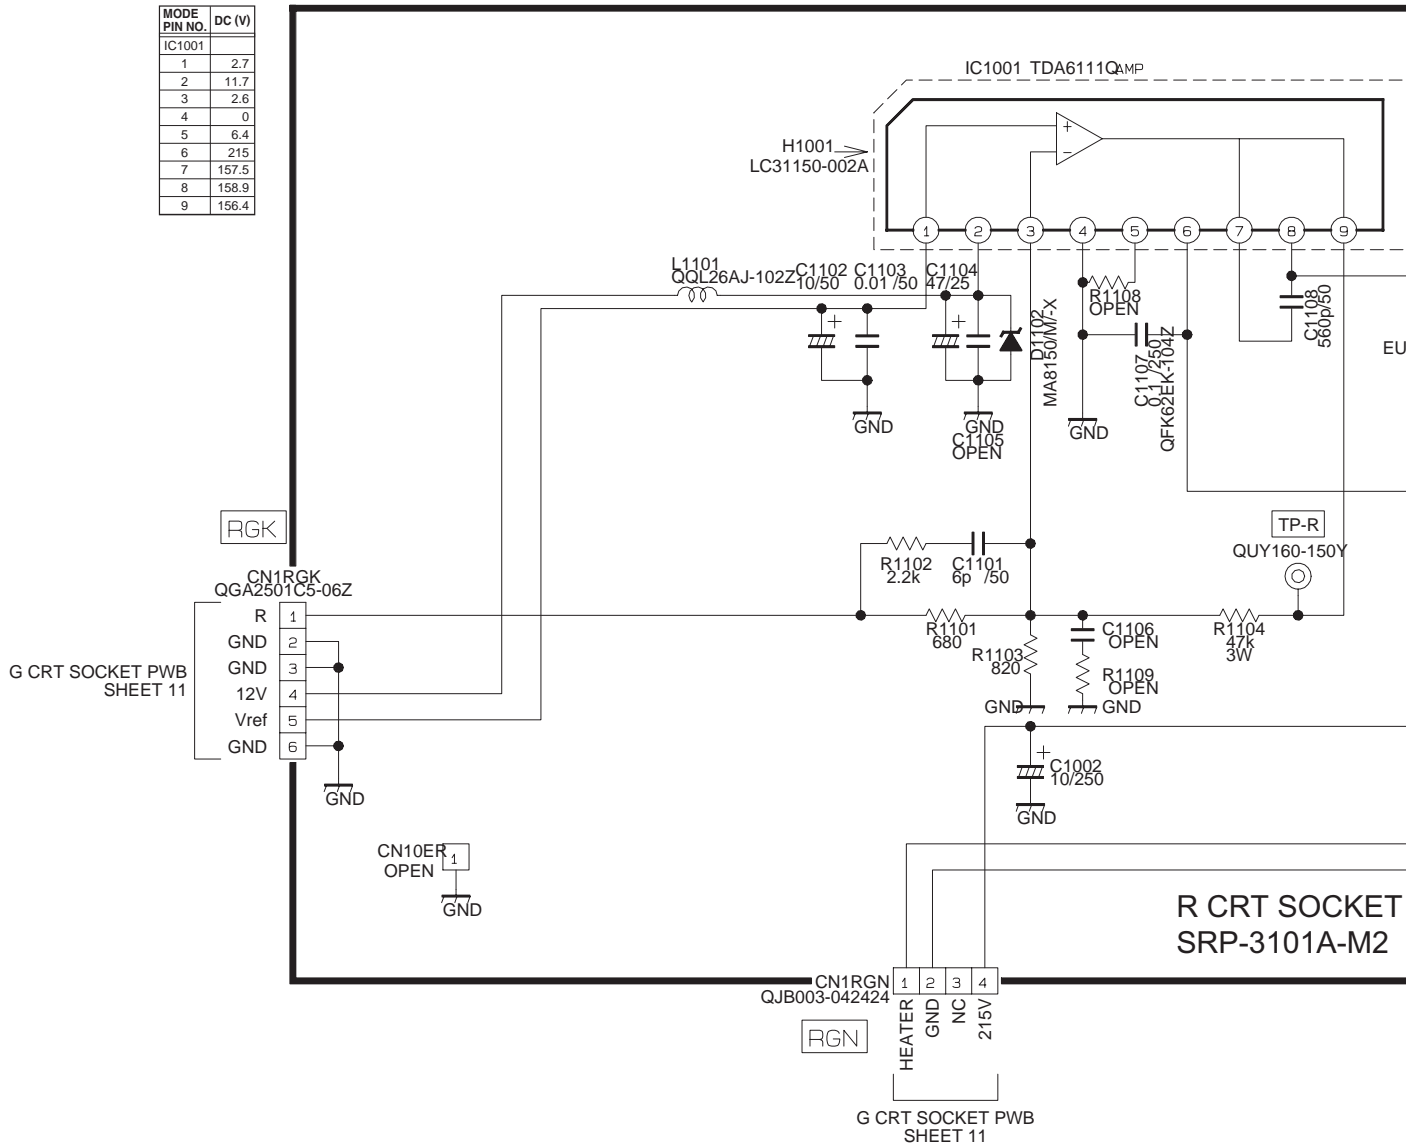 MODE
PIN NO. DC (V)
IC1001
1 2.7
2 11.7
3 2.6
4 0
5 6.4
6 215
7 157.5
8 158.9
9 156.4
IC1001 TDA6111Q AMP
H1001
LC31150-002A
+
-
1 2 3 4 5 6 7 8 9
L1101
QQL26AJ-102Z
C1102
10/50
C1103
0.01 /50
C1104
47/25
+
+
D1102
MA8150/M/-X
R1108
OPEN
C1107
0.1 /250
QFK62EK-104Z
C1108
560p/50
EU
GND
GND
C1105
OPEN
GND
RGK
CN1RGK
QGA2501C5-06Z
R 1
GND 2
GND 3
12V 4
Vref 5
GND 6
G CRT SOCKET PWB
SHEET 11
GND
R1102
2.2k
C1101
6p /50
TP-R
QUY160-150Y
R1101
680
R1103
820
C1106
OPEN
R1109
OPEN
R1104
47k
3W
GND
GND
+
C1002
10/250
GND
CN10ER
OPEN
1
GND
R CRT SOCKET
SRP-3101A-M2
CN1RGN
QJB003-042424
1 2 3 4
HEATER
GND
NC
215V
RGN
G CRT SOCKET PWB
SHEET 11